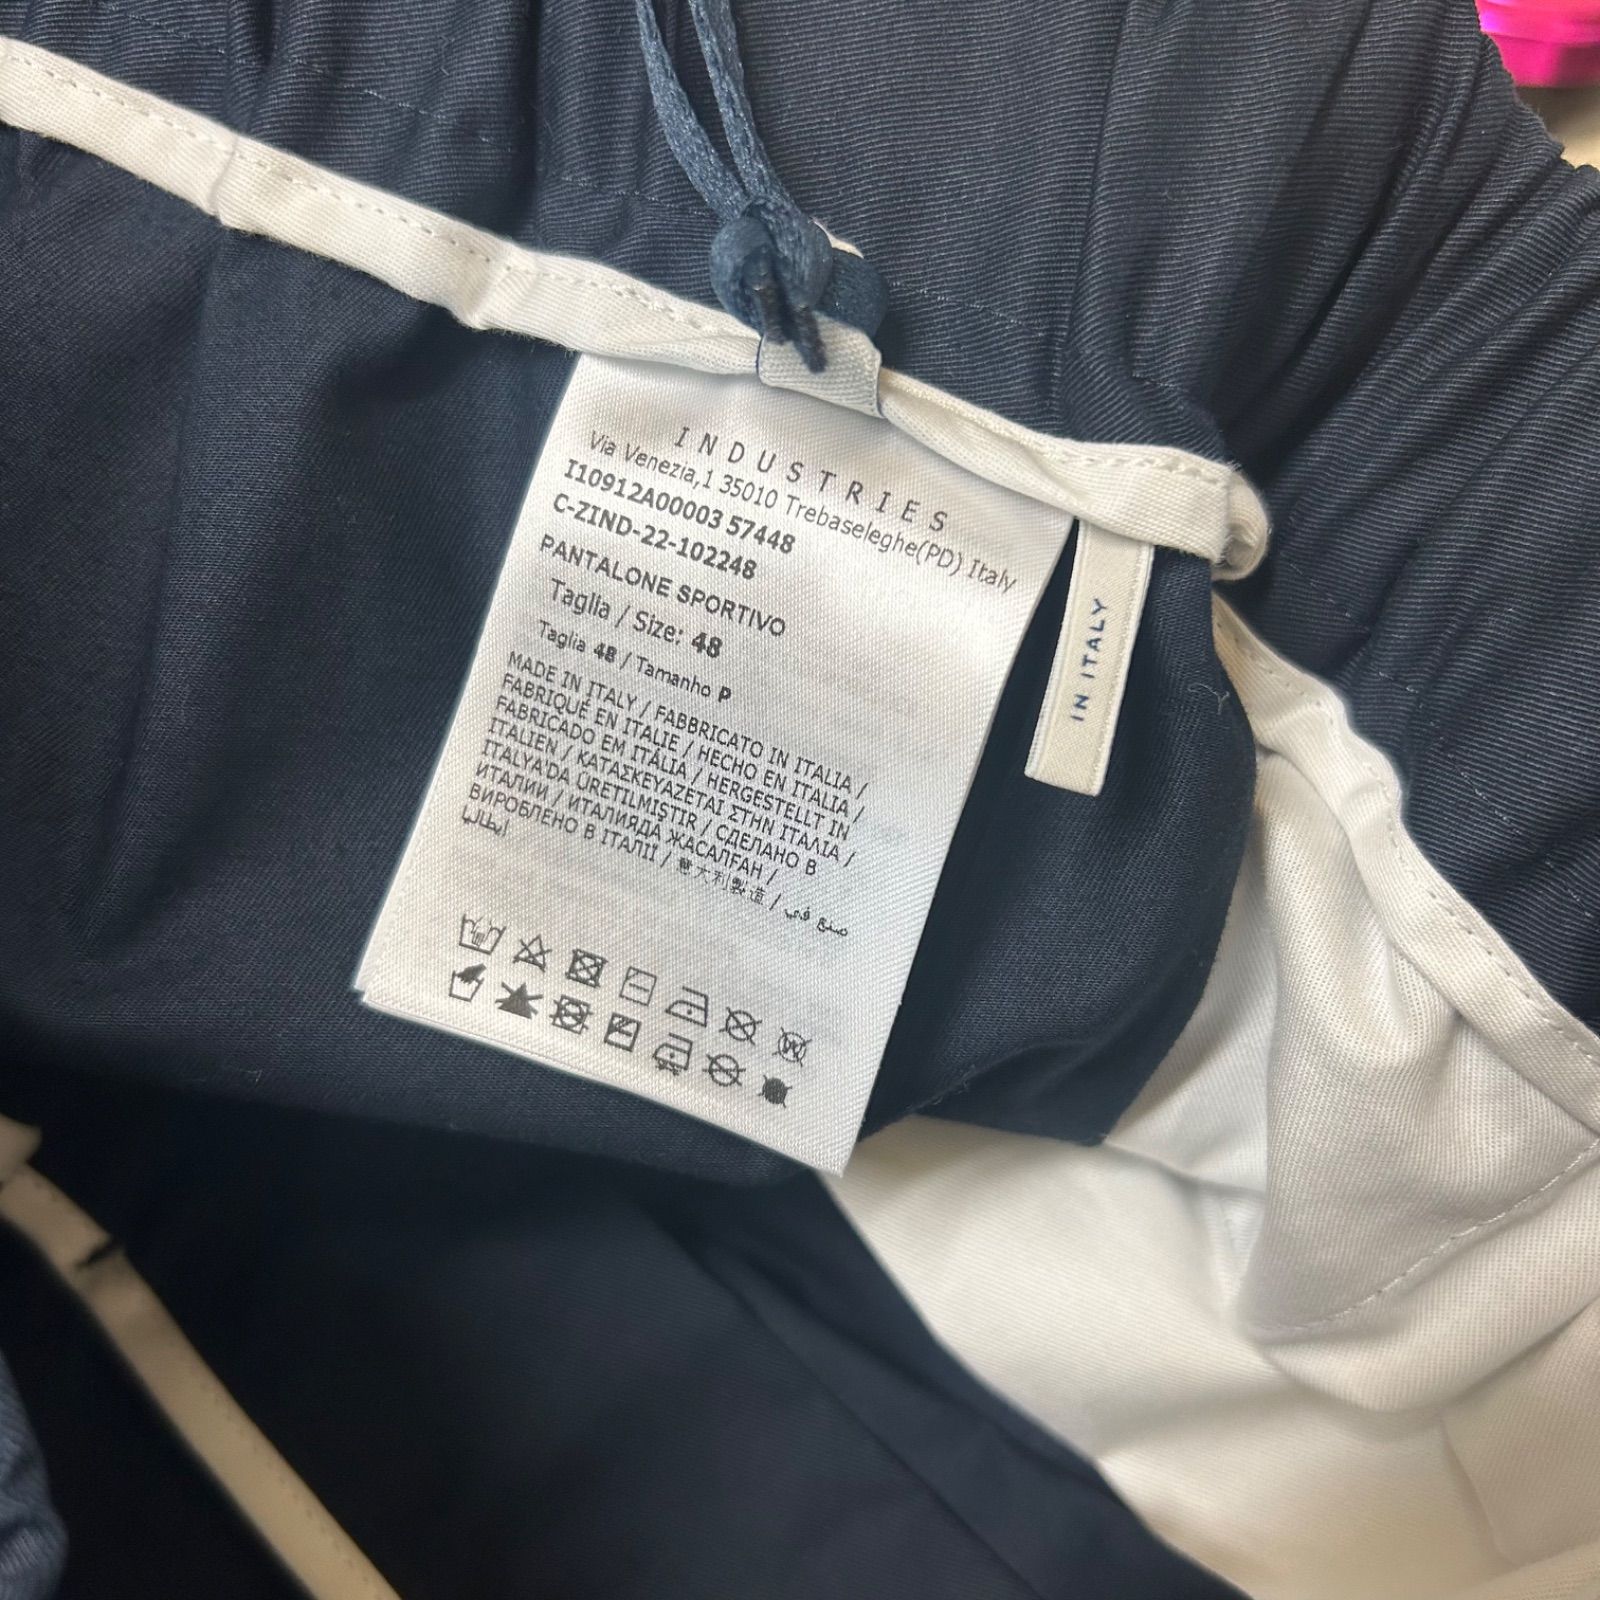 INDUSTRIES
Via Venezia,1 35010 Trebaseleghe(PD) Italy
I10912A00003 57448
C-ZIND-22-102248
PANTALONE SPORTIVO
Taglia / Size: 48
Taglia 48 / Tamanho P
MADE IN ITALY / FABBRICATO IN ITALIA /
FABRIQUÉ EN ITALIE / HECHO EN ITALIA /
FABRICADO EM ITÁLIA / HERGESTELLT IN
ITALIEN / ΚΑΤΑΣΚΕΥΑΖΕΤΑΙ ΣΤΗΝ ΙΤΑΛΙΑ /
ITALYA'DA ÜRETILMIŞTIR / СДЕЛАНО В
ИТАЛИИ / ИТАЛИЯДА ЖАСАЛҒАН /
ВИРОБЛЕНО В ІТАЛІЇ / 意大利製造 / صنع في
إيطاليا
W
IN ITALY